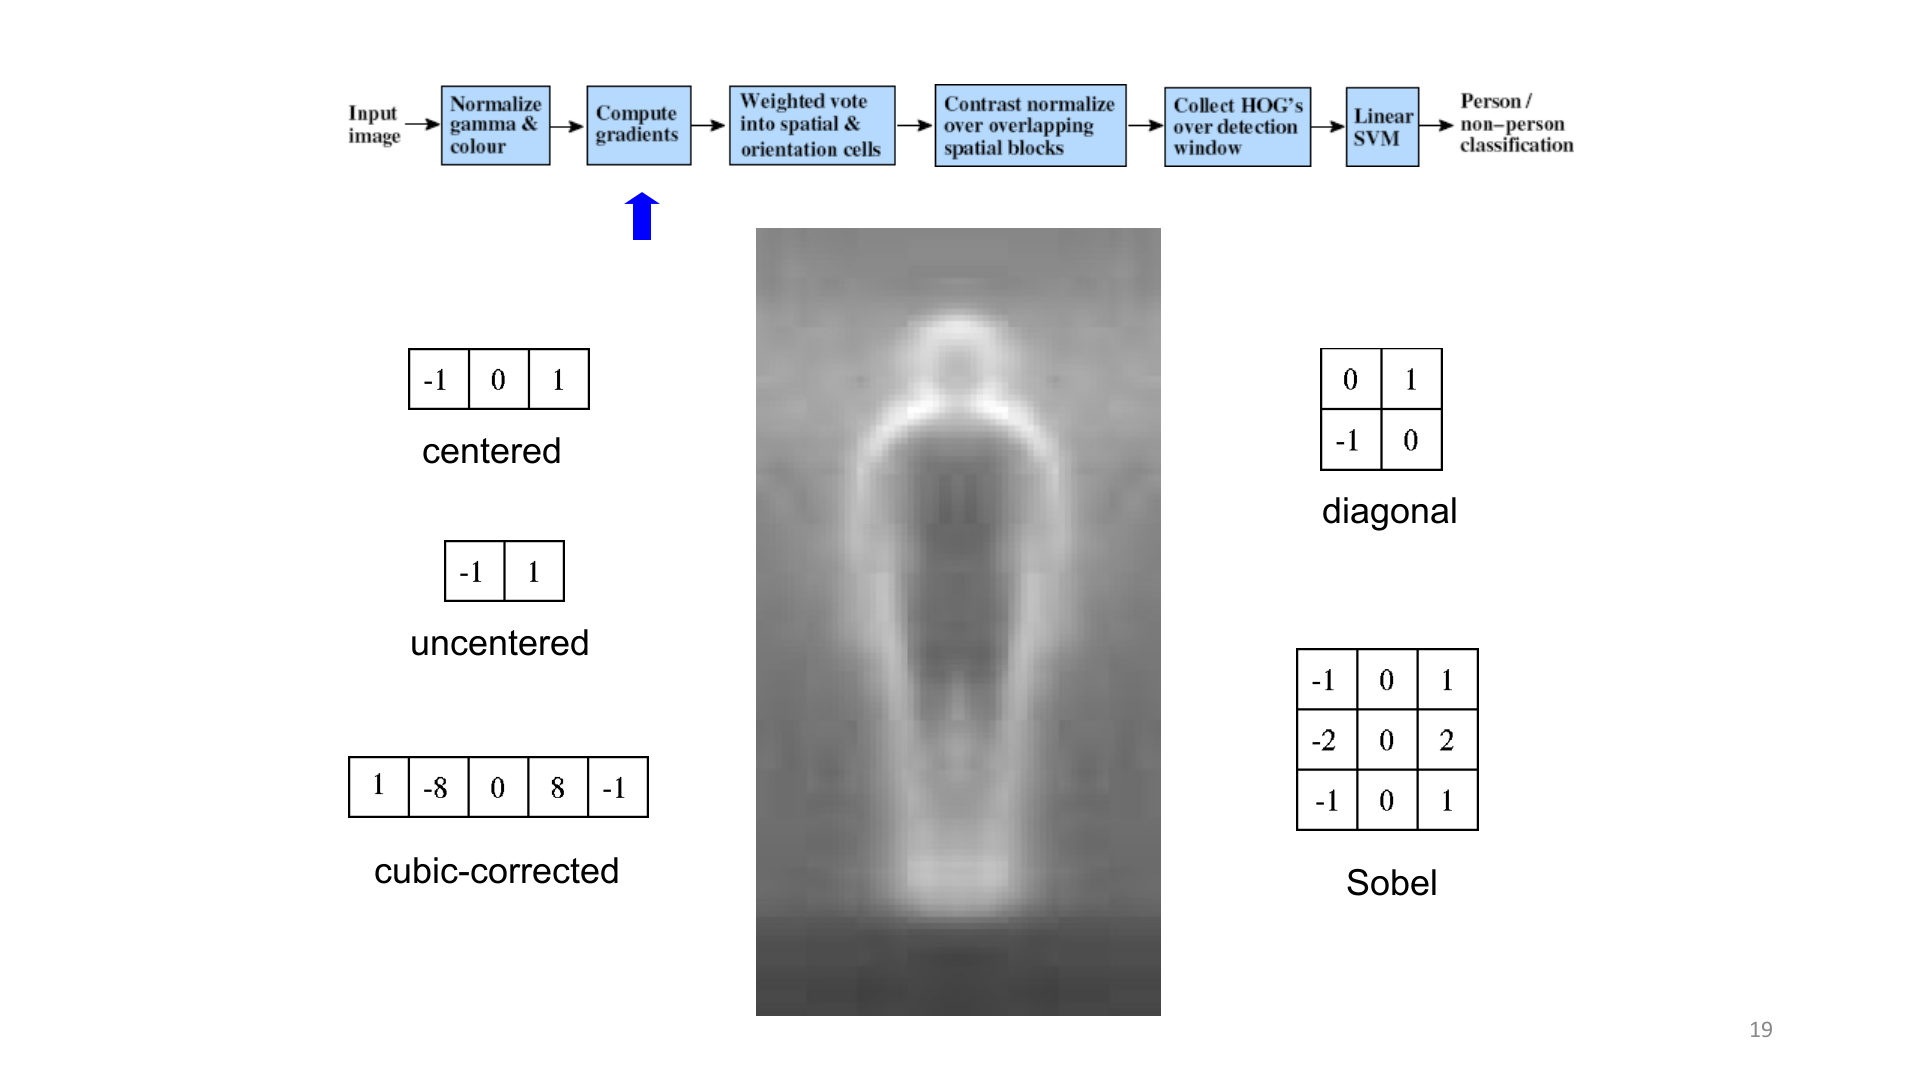 Input
image
Normalize
gamma &
colour
Compute
gradients
Weighted vote
into spatial &
orientation cells
Contrast normalize
over overlapping
spatial blocks
Collect HOG's
over detection
window
Linear
SVM
Person /
non-person
classification
-1 0 1
centered
-1 1
uncentered
1 -8 0 8 -1
cubic-corrected
0 1
-1 0
diagonal
-1 0 1
-2 0 2
-1 0 1
Sobel
19